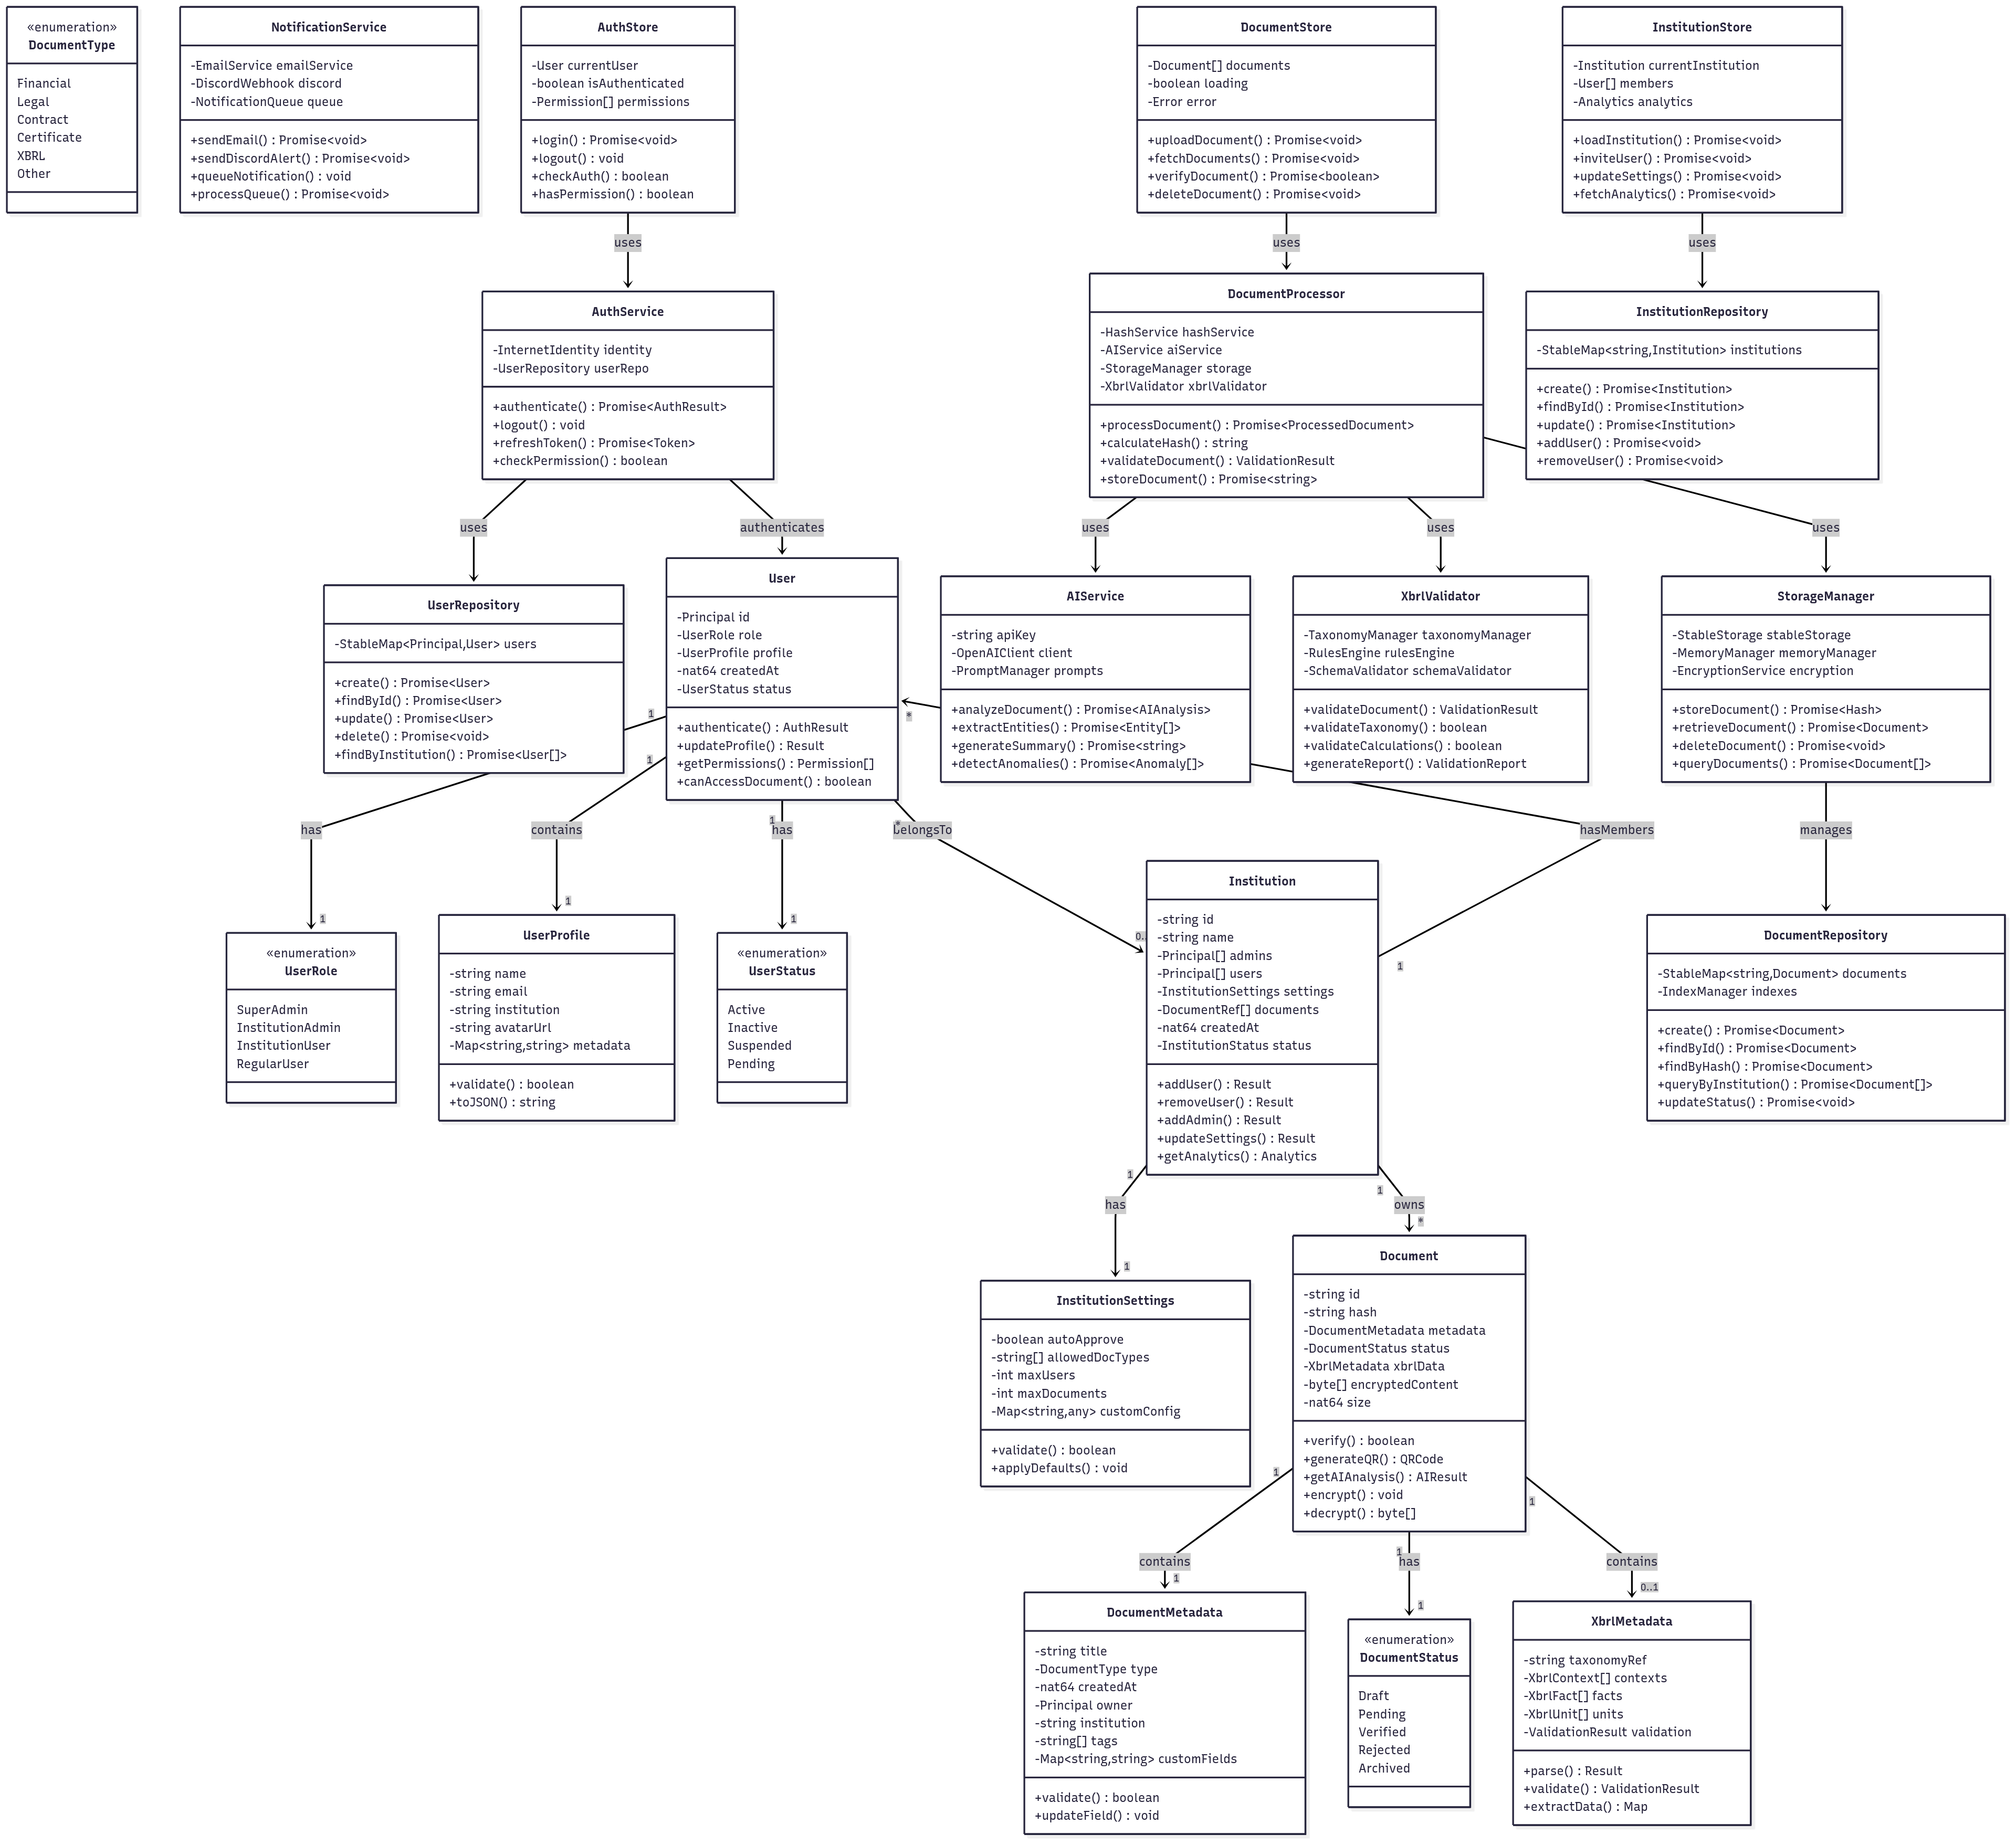 «enumeration»
DocumentType
Financial
Legal
Contract
Certificate
XBRL
Other
NotificationService
-EmailService emailService
-DiscordWebhook discord
-NotificationQueue queue
+sendEmail() : Promise<void>
+sendDiscordAlert() : Promise<void>
+queueNotification() : void
+processQueue() : Promise<void>
AuthStore
-User currentUser
-boolean isAuthenticated
-Permission[] permissions
+login() : Promise<void>
+logout() : void
+checkAuth() : boolean
+hasPermission() : boolean
DocumentStore
-Document[] documents
-boolean loading
-Error error
+uploadDocument() : Promise<void>
+fetchDocuments() : Promise<void>
+verifyDocument() : Promise<boolean>
+deleteDocument() : Promise<void>
InstitutionStore
-Institution currentInstitution
-User[] members
-Analytics analytics
+loadInstitution() : Promise<void>
+inviteUser() : Promise<void>
+updateSettings() : Promise<void>
+fetchAnalytics() : Promise<void>
uses
uses
uses
AuthService
-InternetIdentity identity
-UserRepository userRepo
+authenticate() : Promise<AuthResult>
+logout() : void
+refreshToken() : Promise<Token>
+checkPermission() : boolean
DocumentProcessor
-HashService hashService
-AIService aiService
-StorageManager storage
-XbrlValidator xbrlValidator
+processDocument() : Promise<ProcessedDocument>
+calculateHash() : string
+validateDocument() : ValidationResult
+storeDocument() : Promise<string>
InstitutionRepository
-StableMap<string,Institution> institutions
+create() : Promise<Institution>
+findById() : Promise<Institution>
+update() : Promise<Institution>
+addUser() : Promise<void>
+removeUser() : Promise<void>
uses
authenticates
uses
uses
uses
UserRepository
-StableMap<Principal,User> users
+create() : Promise<User>
+findById() : Promise<User>
+update() : Promise<User>
+delete() : Promise<void>
+findByInstitution() : Promise<User[]>
User
-Principal id
-UserRole role
-UserProfile profile
-nat64 createdAt
-UserStatus status
+authenticate() : AuthResult
+updateProfile() : Result
+getPermissions() : Permission[]
+canAccessDocument() : boolean
AIService
-string apiKey
-OpenAIClient client
-PromptManager prompts
+analyzeDocument() : Promise<AIAnalysis>
+extractEntities() : Promise<Entity[]>
+generateSummary() : Promise<string>
+detectAnomalies() : Promise<Anomaly[]>
XbrlValidator
-TaxonomyManager taxonomyManager
-RulesEngine rulesEngine
-SchemaValidator schemaValidator
+validateDocument() : ValidationResult
+validateTaxonomy() : boolean
+validateCalculations() : boolean
+generateReport() : ValidationReport
StorageManager
-StableStorage stableStorage
-MemoryManager memoryManager
-EncryptionService encryption
+storeDocument() : Promise<Hash>
+retrieveDocument() : Promise<Document>
+deleteDocument() : Promise<void>
+queryDocuments() : Promise<Document[]>
1
1
*
has
contains
1
has
*
belongsTo
hasMembers
manages
1
1
1
0..
1
«enumeration»
UserRole
SuperAdmin
InstitutionAdmin
InstitutionUser
RegularUser
UserProfile
-string name
-string email
-string institution
-string avatarUrl
-Map<string,string> metadata
+validate() : boolean
+toJSON() : string
«enumeration»
UserStatus
Active
Inactive
Suspended
Pending
Institution
-string id
-string name
-Principal[] admins
-Principal[] users
-InstitutionSettings settings
-DocumentRef[] documents
-nat64 createdAt
-InstitutionStatus status
+addUser() : Result
+removeUser() : Result
+addAdmin() : Result
+updateSettings() : Result
+getAnalytics() : Analytics
DocumentRepository
-StableMap<string,Document> documents
-IndexManager indexes
+create() : Promise<Document>
+findById() : Promise<Document>
+findByHash() : Promise<Document>
+queryByInstitution() : Promise<Document[]>
+updateStatus() : Promise<void>
1
has
1
1
owns
*
InstitutionSettings
-boolean autoApprove
-string[] allowedDocTypes
-int maxUsers
-int maxDocuments
-Map<string,any> customConfig
+validate() : boolean
+applyDefaults() : void
Document
-string id
-string hash
-DocumentMetadata metadata
-DocumentStatus status
-XbrlMetadata xbrlData
-byte[] encryptedContent
-nat64 size
+verify() : boolean
+generateQR() : QRCode
+getAIAnalysis() : AIResult
+encrypt() : void
+decrypt() : byte[]
1
1
1
contains
has
contains
1
1
0..1
DocumentMetadata
-string title
-DocumentType type
-nat64 createdAt
-Principal owner
-string institution
-string[] tags
-Map<string,string> customFields
+validate() : boolean
+updateField() : void
«enumeration»
DocumentStatus
Draft
Pending
Verified
Rejected
Archived
XbrlMetadata
-string taxonomyRef
-XbrlContext[] contexts
-XbrlFact[] facts
-XbrlUnit[] units
-ValidationResult validation
+parse() : Result
+validate() : ValidationResult
+extractData() : Map